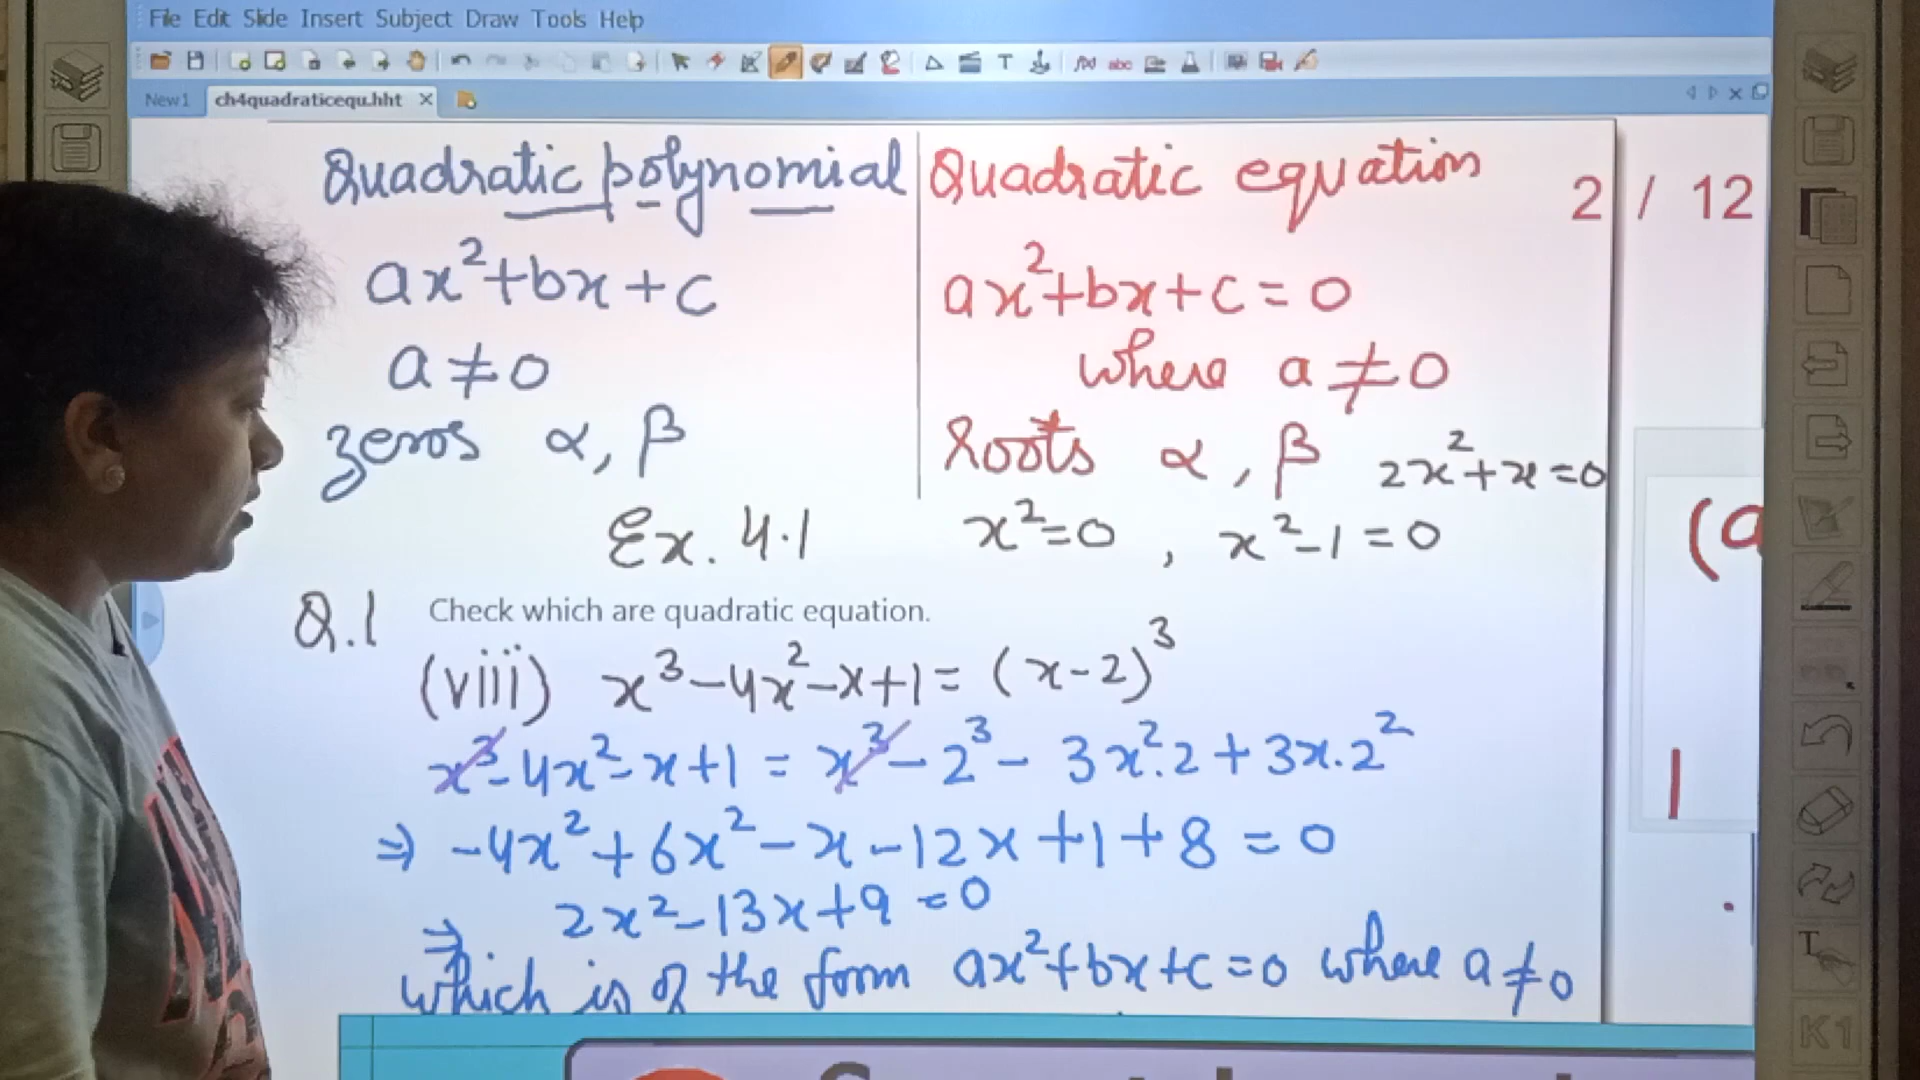 File Edit Slide Insert Subject Draw Tools Help
New1 ch4quadraticequ.hht
Quadratic polynomial
ax²+bx+c
a≠0
zeros α, β
Quadratic equation
ax²+bx+c=0
where a≠0
Roots α, β 2x²+x=0
x²=0 , x²-1=0
2 / 12
Ex. 4.1
Q.1 Check which are quadratic equation.
(viii) x³-4x²-x+1=(x-2)³
x³-4x²-x+1 = x³-2³-3x².2+3x.2²
⇒ -4x²+6x²-x-12x+1+8=0
⇒ 2x²-13x+9=0
which is of the form ax²+bx+c=0 where a≠0
(a
1
K1